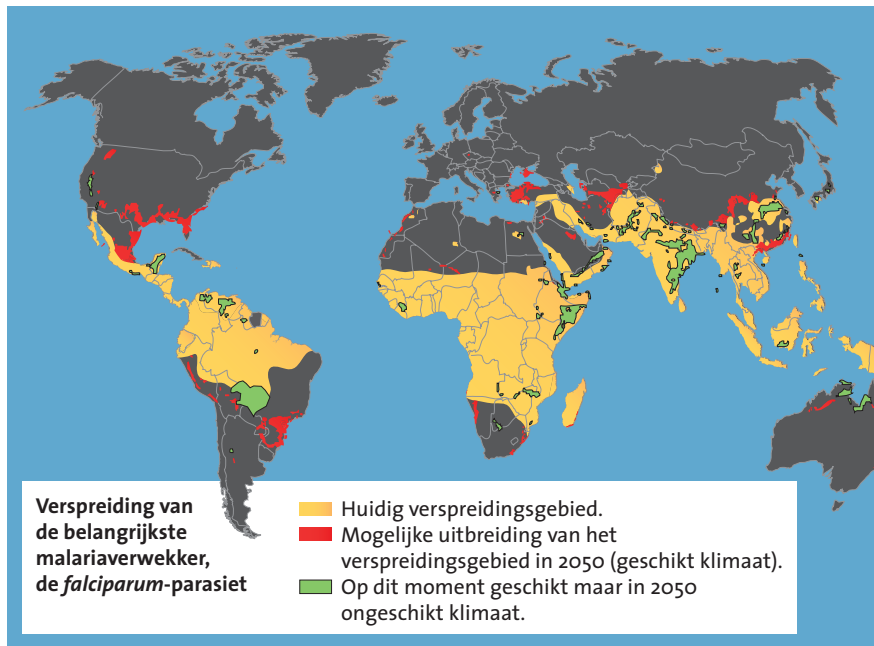 Verspreiding van
de belangrijkste
malariaverwekker,
de falciparum-parasiet
Huidig verspreidingsgebied.
Mogelijke uitbreiding van het
verspreidingsgebied in 2050 (geschikt klimaat).
Op dit moment geschikt maar in 2050
ongeschikt klimaat.